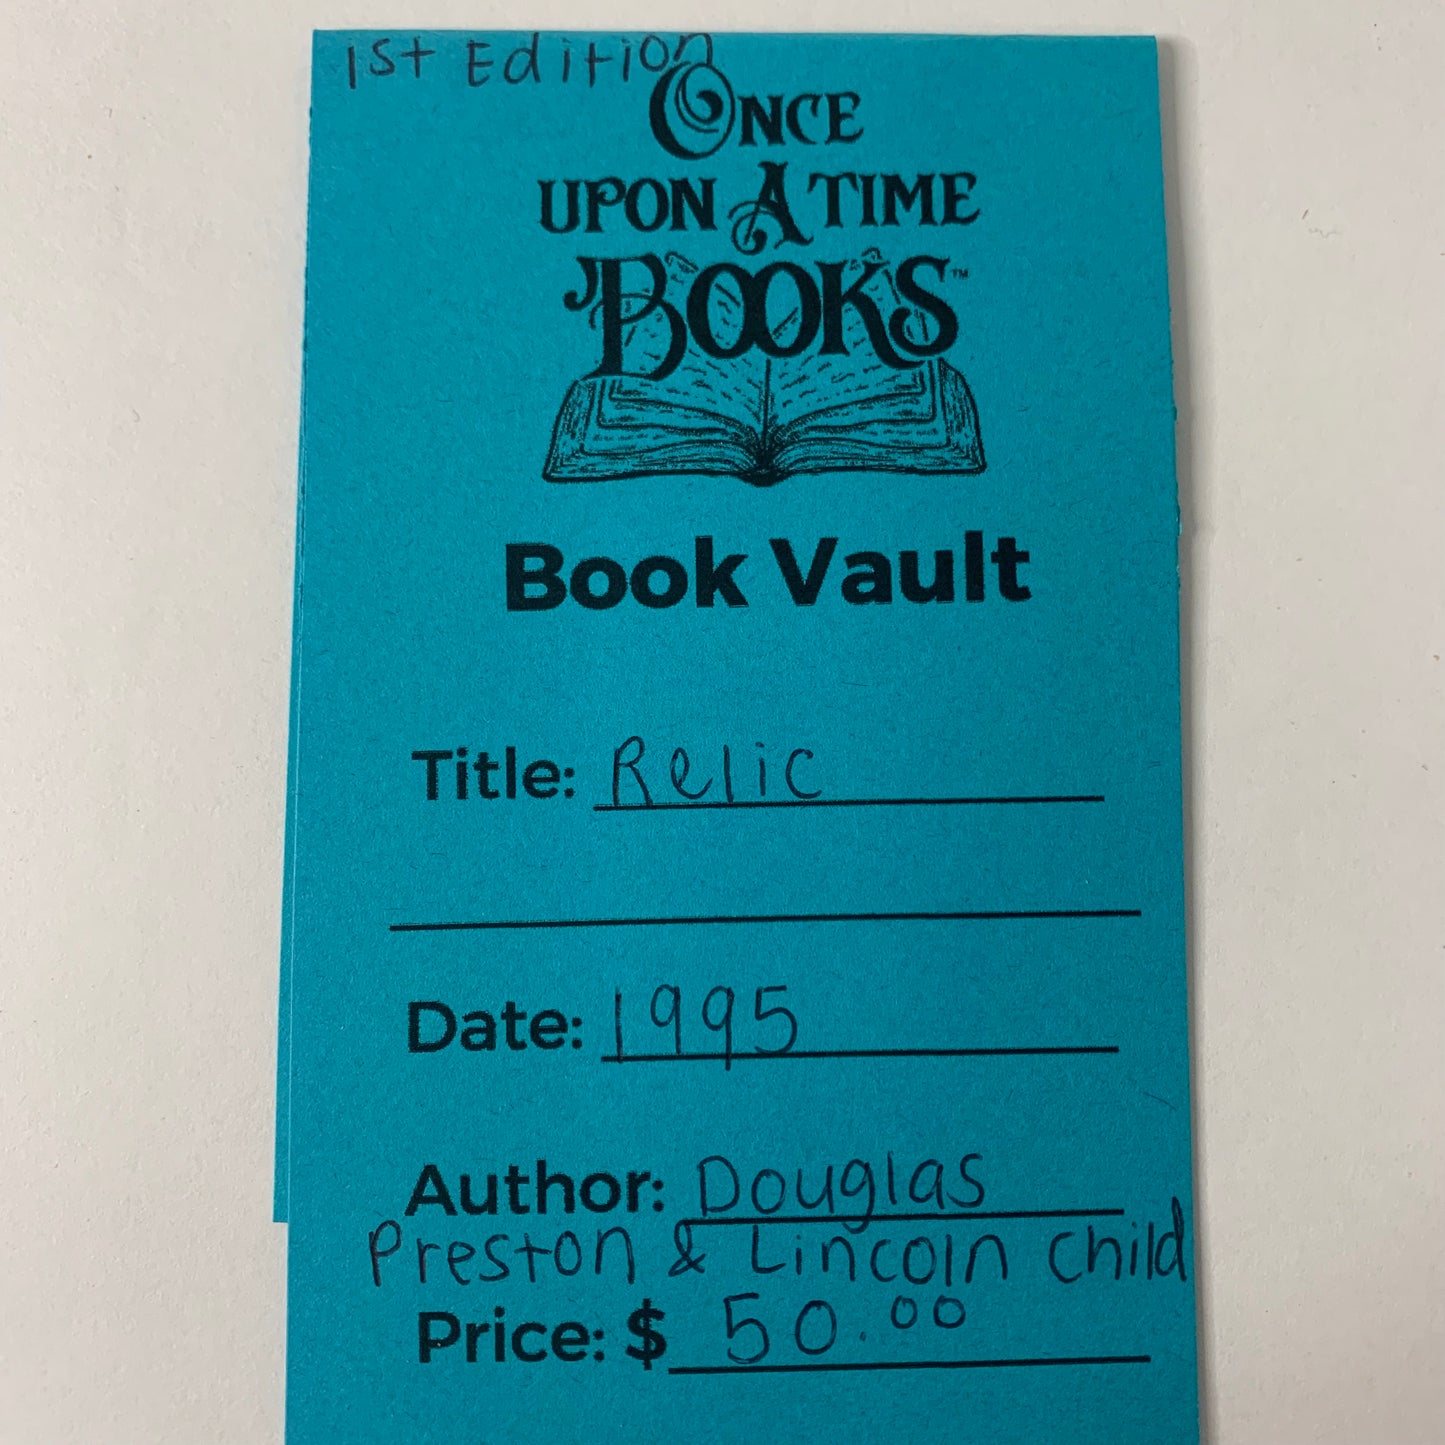 1st Edition
ONCE
UPON A TIME
BOOKS™
Book Vault
Title: Relic
Date: 1995
Author: Douglas
Preston & Lincoln Child
Price: $ 50.00